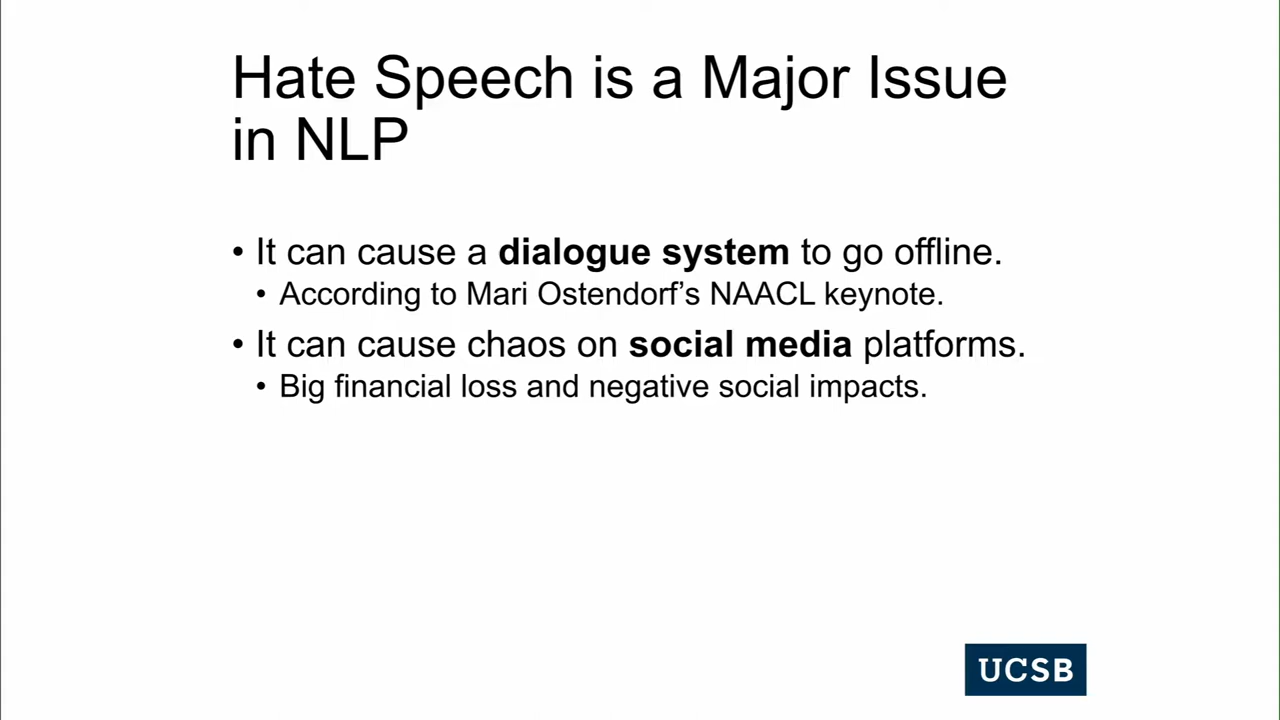 Hate Speech is a Major Issue
in NLP
• It can cause a dialogue system to go offline.
• According to Mari Ostendorf's NAACL keynote.
• It can cause chaos on social media platforms.
• Big financial loss and negative social impacts.
UCSB